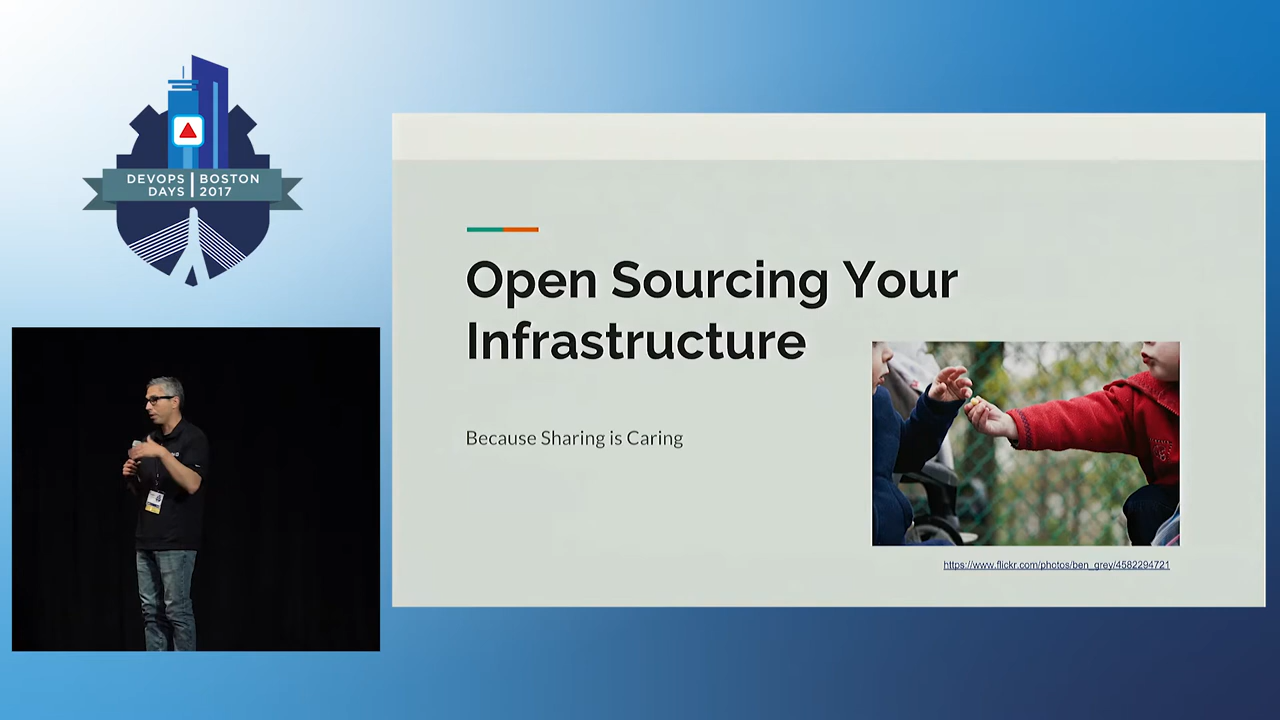 DEVOPS BOSTON
DAYS 2017
Open Sourcing Your
Infrastructure
Because Sharing is Caring
https://www.flickr.com/photos/ben_grey/4582294721